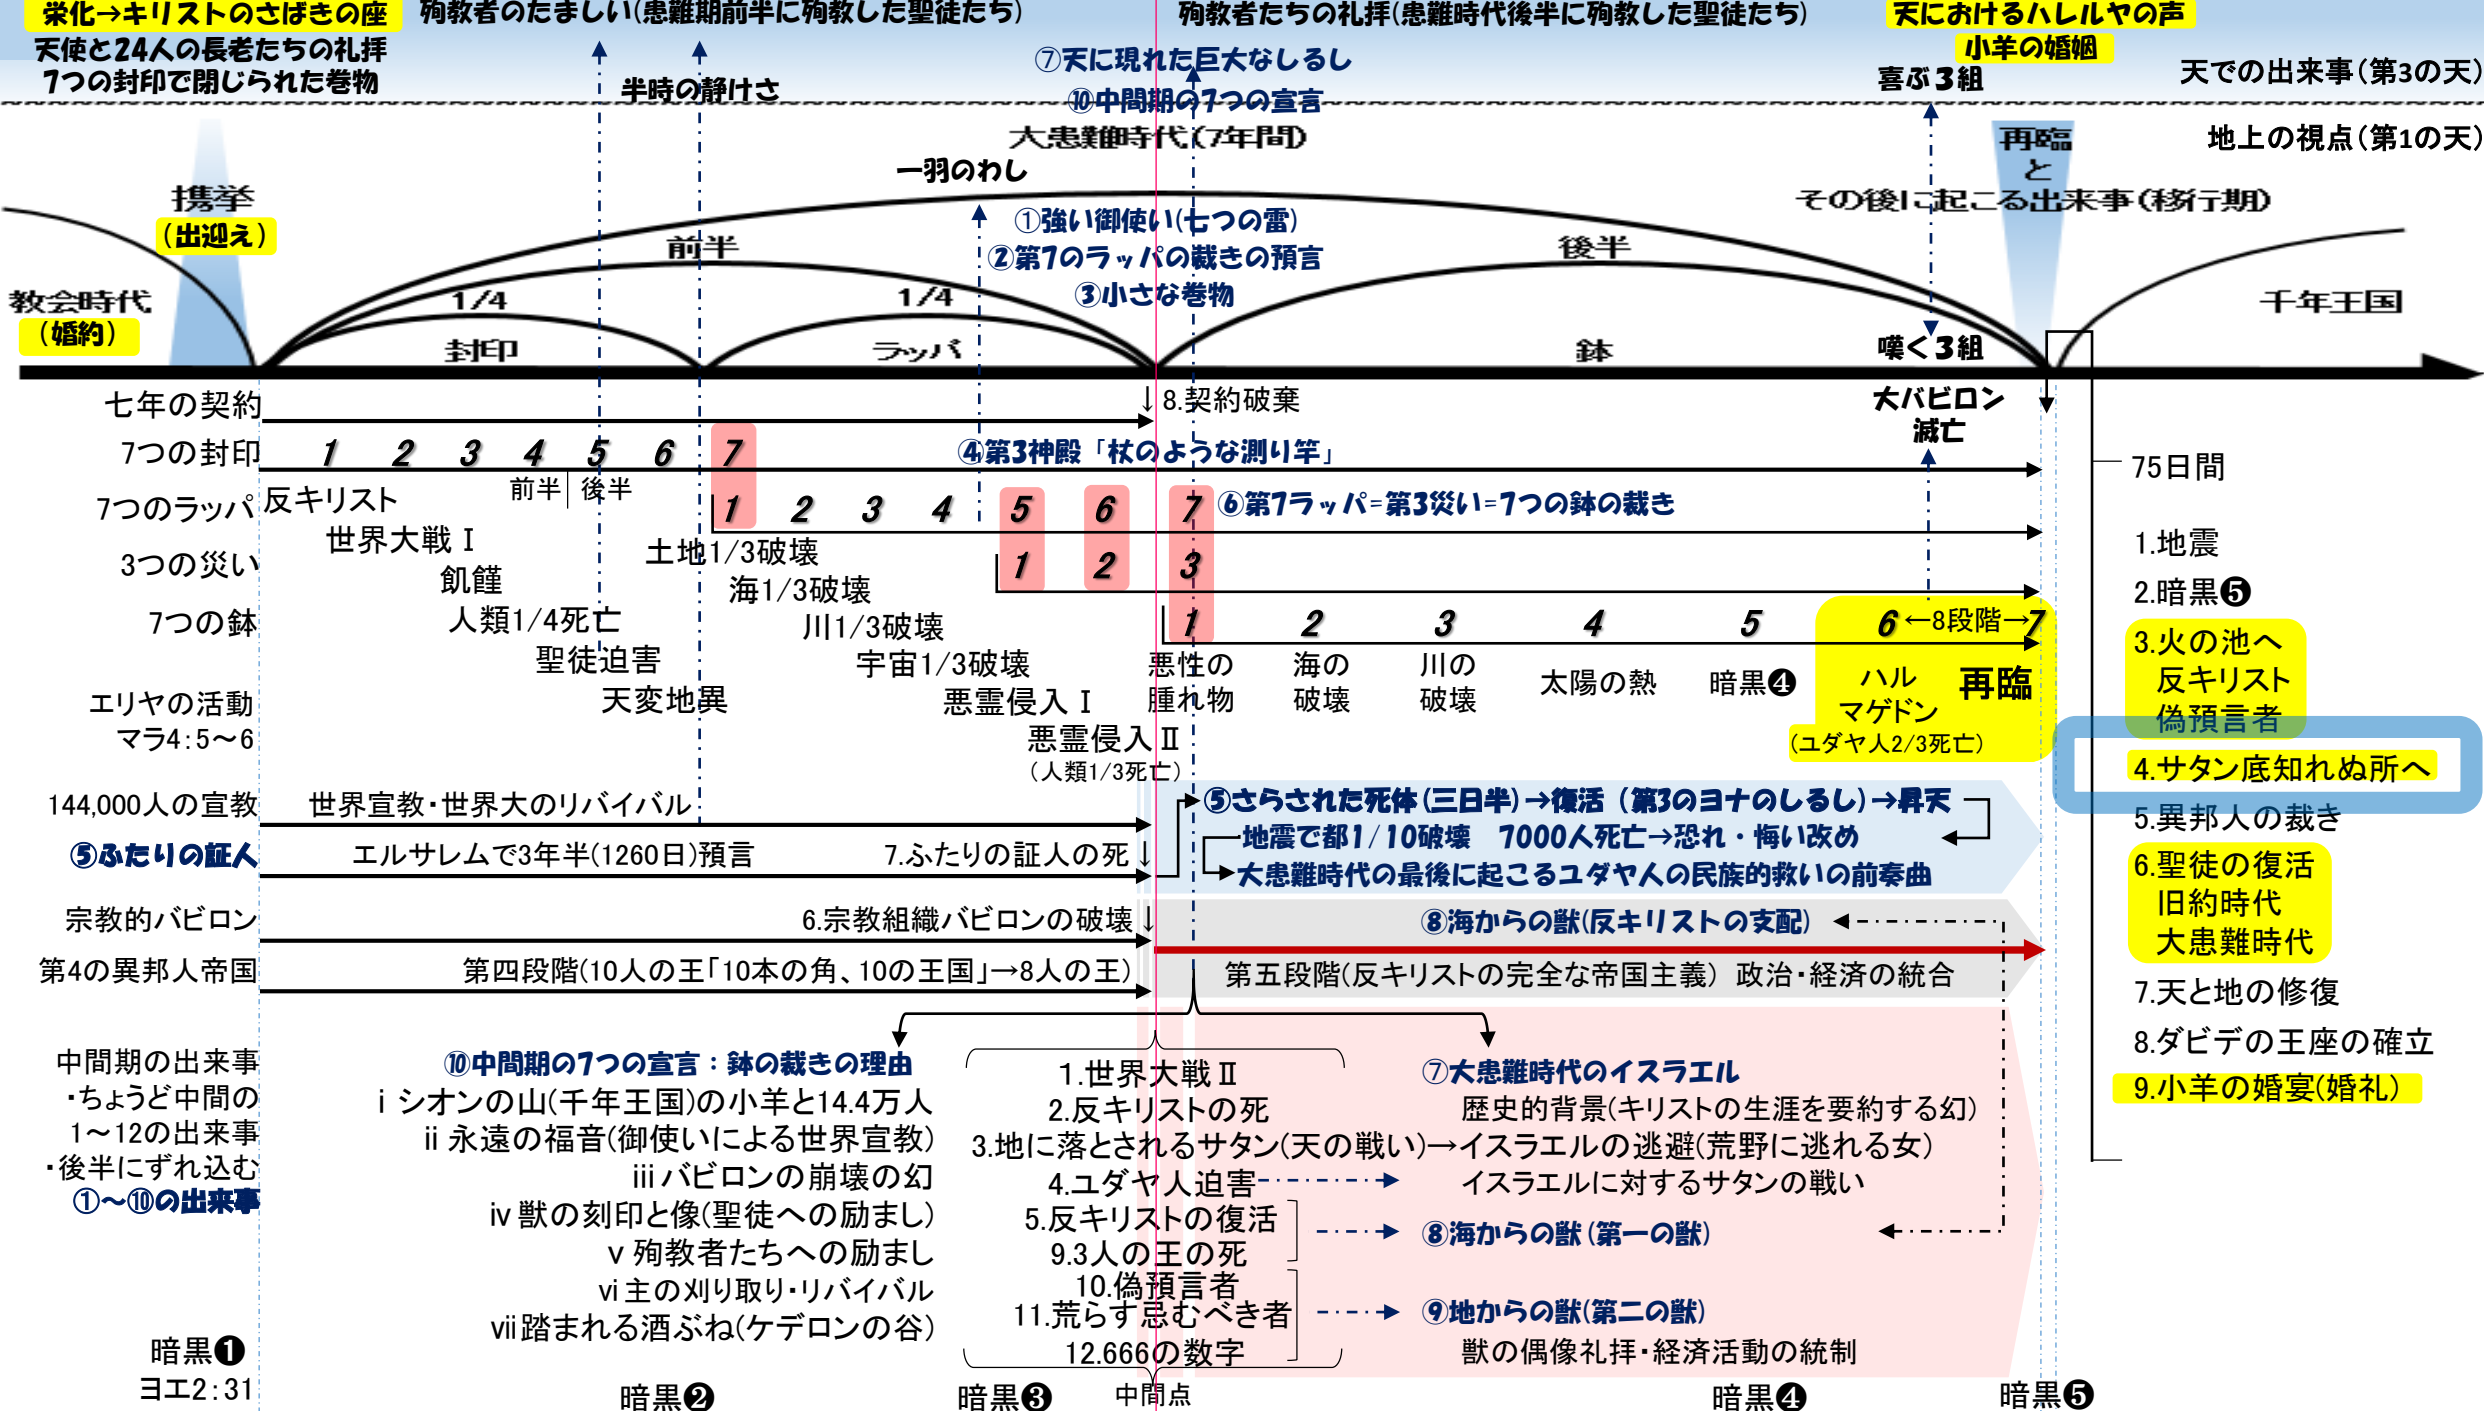 栄化→キリストのさばきの座
天使と24人の長老たちの礼拝
7つの封印で閉じられた巻物
殉教者のたましい(患難期前半に殉教した聖徒たち)
半時の静けさ
殉教者たちの礼拝(患難時代後半に殉教した聖徒たち)
⑦天に現れた巨大なしるし
⑩中間期の7つの宣言
天におけるハレルヤの声
小羊の婚姻
喜ぶ3組
天での出来事(第3の天)
地上の視点(第1の天)
大患難時代(7年間)
一羽のわし
携挙
(出迎え)
教会時代
(婚約)
前半
1/4
封印
1/4
ラッパ
①強い御使い(七つの雷)
②第7のラッパの裁きの預言
③小さな巻物
後半
鉢
再臨
と
その後に起こる出来事(移行期)
嘆く3組
千年王国
七年の契約
↓8.契約破棄
大バビロン
滅亡
7つの封印
1 2 3 4 5 6 7
前半 後半
④第3神殿「杖のような測り竿」
7つのラッパ
1 2 3 4 5 6 7
⑥第7ラッパ=第3災い=7つの鉢の裁き
反キリスト
世界大戦Ⅰ
飢饉
人類1/4死亡
聖徒迫害
天変地異
土地1/3破壊
海1/3破壊
川1/3破壊
宇宙1/3破壊
悪霊侵入Ⅰ
悪霊侵入Ⅱ
(人類1/3死亡)
3つの災い
1 2 3
7つの鉢
1 2 3 4 5 6 ←8段階→7
悪性の
腫れ物
海の
破壊
川の
破壊
太陽の熱
暗黒❹
ハル
マゲドン
(ユダヤ人2/3死亡)
再臨
エリヤの活動
マラ4:5~6
144,000人の宣教
世界宣教・世界大のリバイバル
⑤ふたりの証人
エルサレムで3年半(1260日)預言
7.ふたりの証人の死↓
⑤さらされた死体(三日半)→復活(第3のヨナのしるし)→昇天
地震で都1/10破壊 7000人死亡→恐れ・悔い改め
大患難時代の最後に起こるユダヤ人の民族的救いの前奏曲
宗教的バビロン
6.宗教組織バビロンの破壊↓
⑧海からの獣(反キリストの支配)
第4の異邦人帝国
第四段階(10人の王「10本の角、10の王国」→8人の王)
第五段階(反キリストの完全な帝国主義) 政治・経済の統合
中間期の出来事
・ちょうど中間の
1~12の出来事
・後半にずれ込む
①~⑩の出来事
⑩中間期の7つの宣言:鉢の裁きの理由
ⅰシオンの山(千年王国)の小羊と14.4万人
ⅱ 永遠の福音(御使いによる世界宣教)
ⅲバビロンの崩壊の幻
ⅳ獣の刻印と像(聖徒への励まし)
ⅴ 殉教者たちへの励まし
ⅵ主の刈り取り・リバイバル
ⅶ踏まれる酒ぶね(ケデロンの谷)
1.世界大戦Ⅱ
2.反キリストの死
3.地に落とされるサタン(天の戦い)→イスラエルの逃避(荒野に逃れる女)
4.ユダヤ人迫害
5.反キリストの復活
9.3人の王の死
10.偽預言者
11.荒らす忌むべき者
12.666の数字
中間点
⑦大患難時代のイスラエル
歴史的背景(キリストの生涯を要約する幻)
イスラエルに対するサタンの戦い
⑧海からの獣(第一の獣)
⑨地からの獣(第二の獣)
獣の偶像礼拝・経済活動の統制
75日間
1.地震
2.暗黒❺
3.火の池へ
反キリスト
偽預言者
4.サタン底知れぬ所へ
5.異邦人の裁き
6.聖徒の復活
旧約時代
大患難時代
7.天と地の修復
8.ダビデの王座の確立
9.小羊の婚宴(婚礼)
暗黒❶
ヨエ2:31
暗黒❷
暗黒❸
暗黒❹
暗黒❺